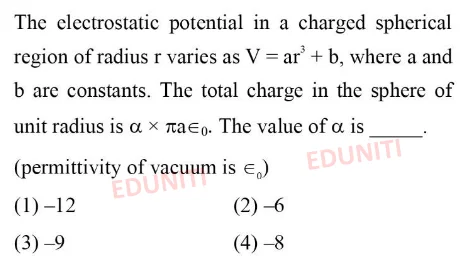 The electrostatic potential in a charged spherical
region of radius r varies as V = ar³ + b, where a and
b are constants. The total charge in the sphere of
unit radius is α × πa∈₀. The value of α is ______.
(permittivity of vacuum is ∈₀)
EDUNITI
EDUNITI
(1) –12
(2) –6
(3) –9
(4) –8